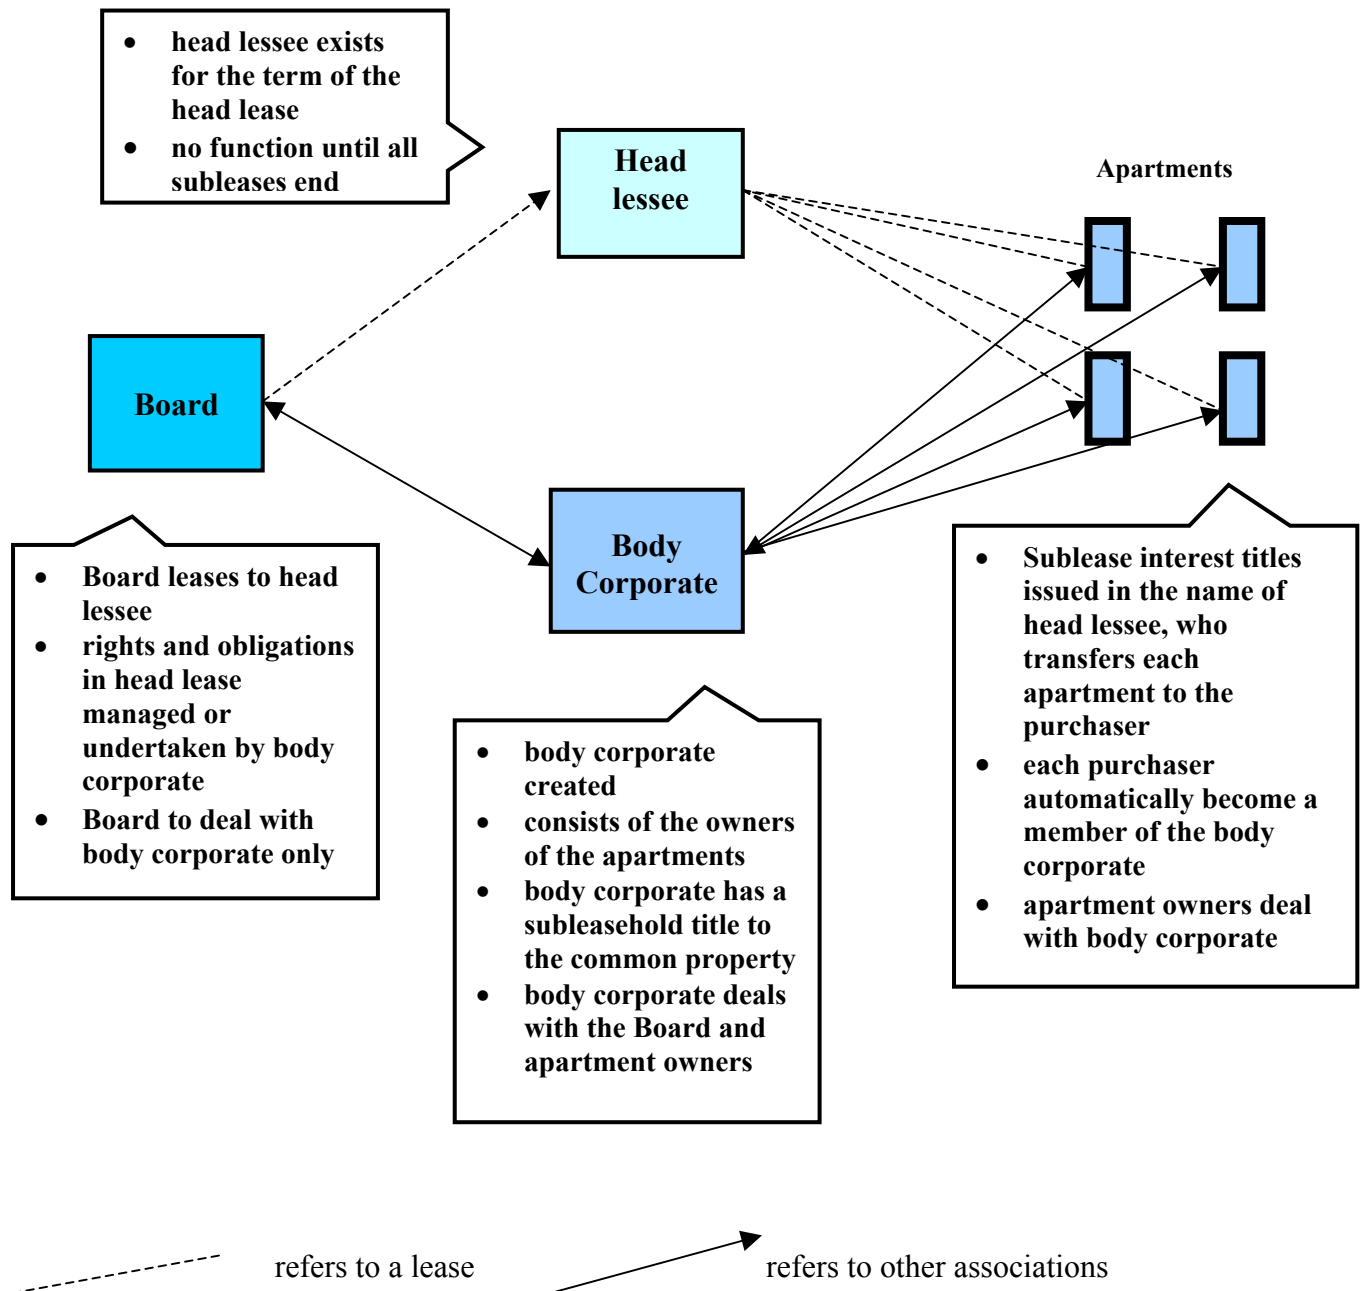 • head lessee exists
for the term of the
head lease
• no function until all
subleases end
Head
lessee
Apartments
Board
Body
Corporate
• Board leases to head
lessee
• rights and obligations
in head lease
managed or
undertaken by body
corporate
• Board to deal with
body corporate only
• body corporate
created
• consists of the owners
of the apartments
• body corporate has a
subleasehold title to
the common property
• body corporate deals
with the Board and
apartment owners
• Sublease interest titles
issued in the name of
head lessee, who
transfers each
apartment to the
purchaser
• each purchaser
automatically become a
member of the body
corporate
• apartment owners deal
with body corporate
refers to a lease
refers to other associations